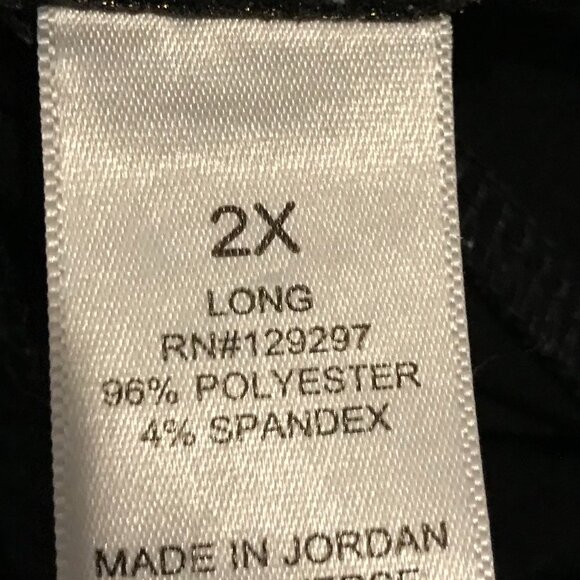 2X
LONG
RN#129297
96% POLYESTER
4% SPANDEX
MADE IN JORDAN